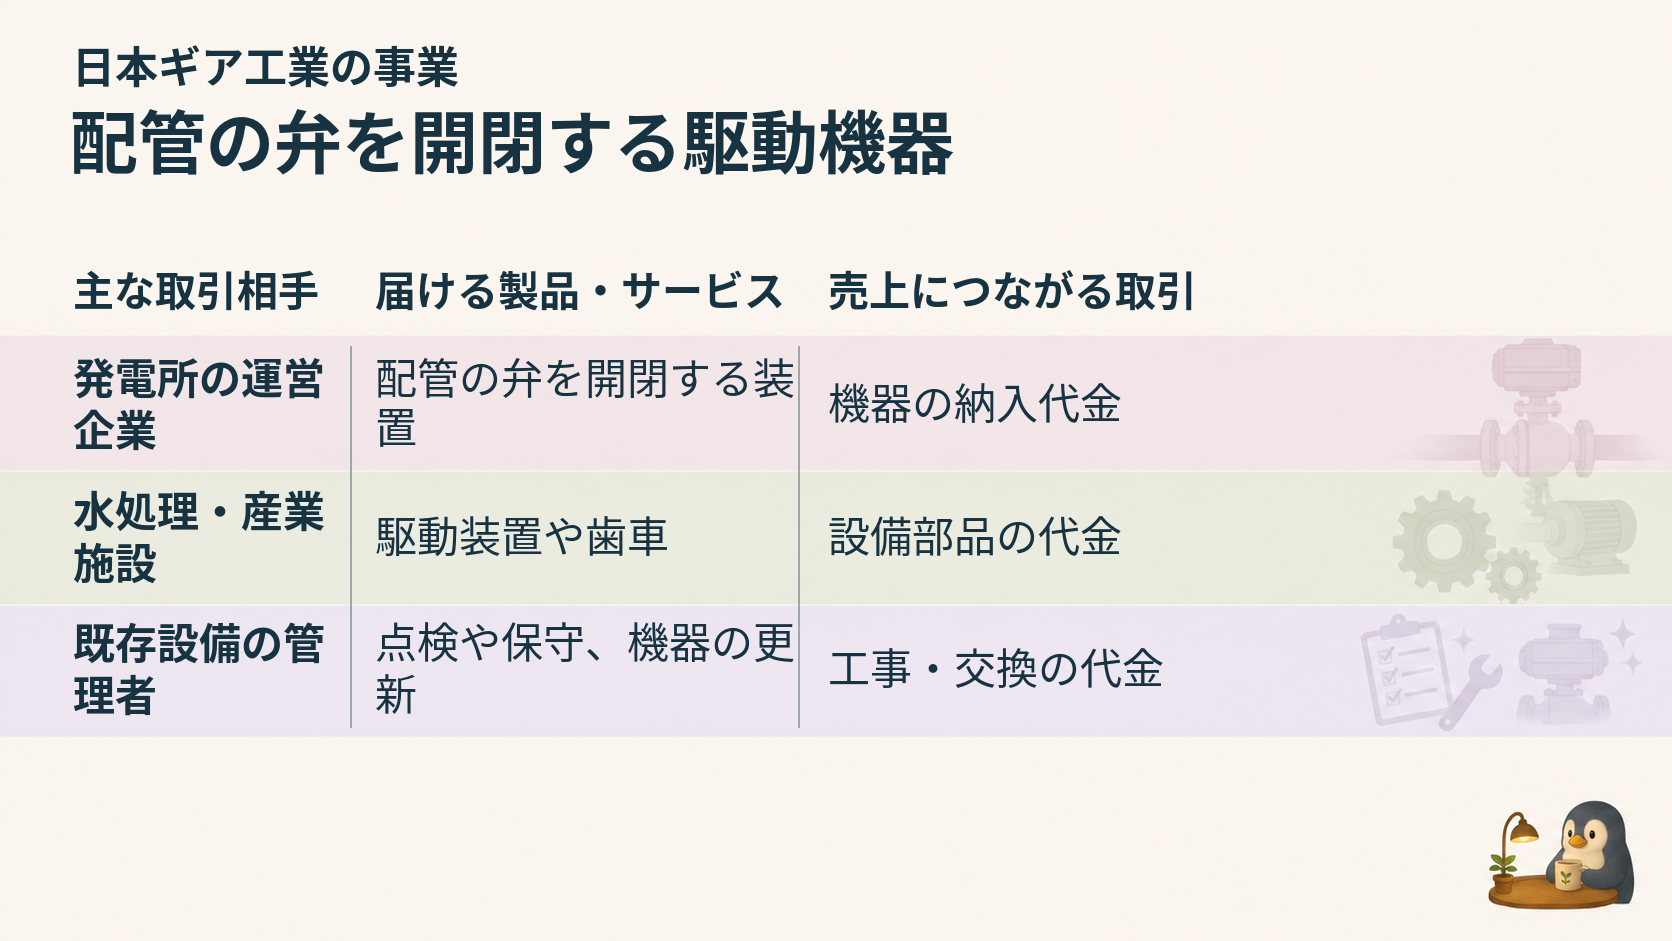 日本ギア工業の事業
配管の弁を開閉する駆動機器
主な取引相手
届ける製品・サービス
売上につながる取引
発電所の運営
企業
配管の弁を開閉する装
置
機器の納入代金
水処理・産業
施設
駆動装置や歯車
設備部品の代金
既存設備の管
理者
点検や保守、機器の更
新
工事・交換の代金